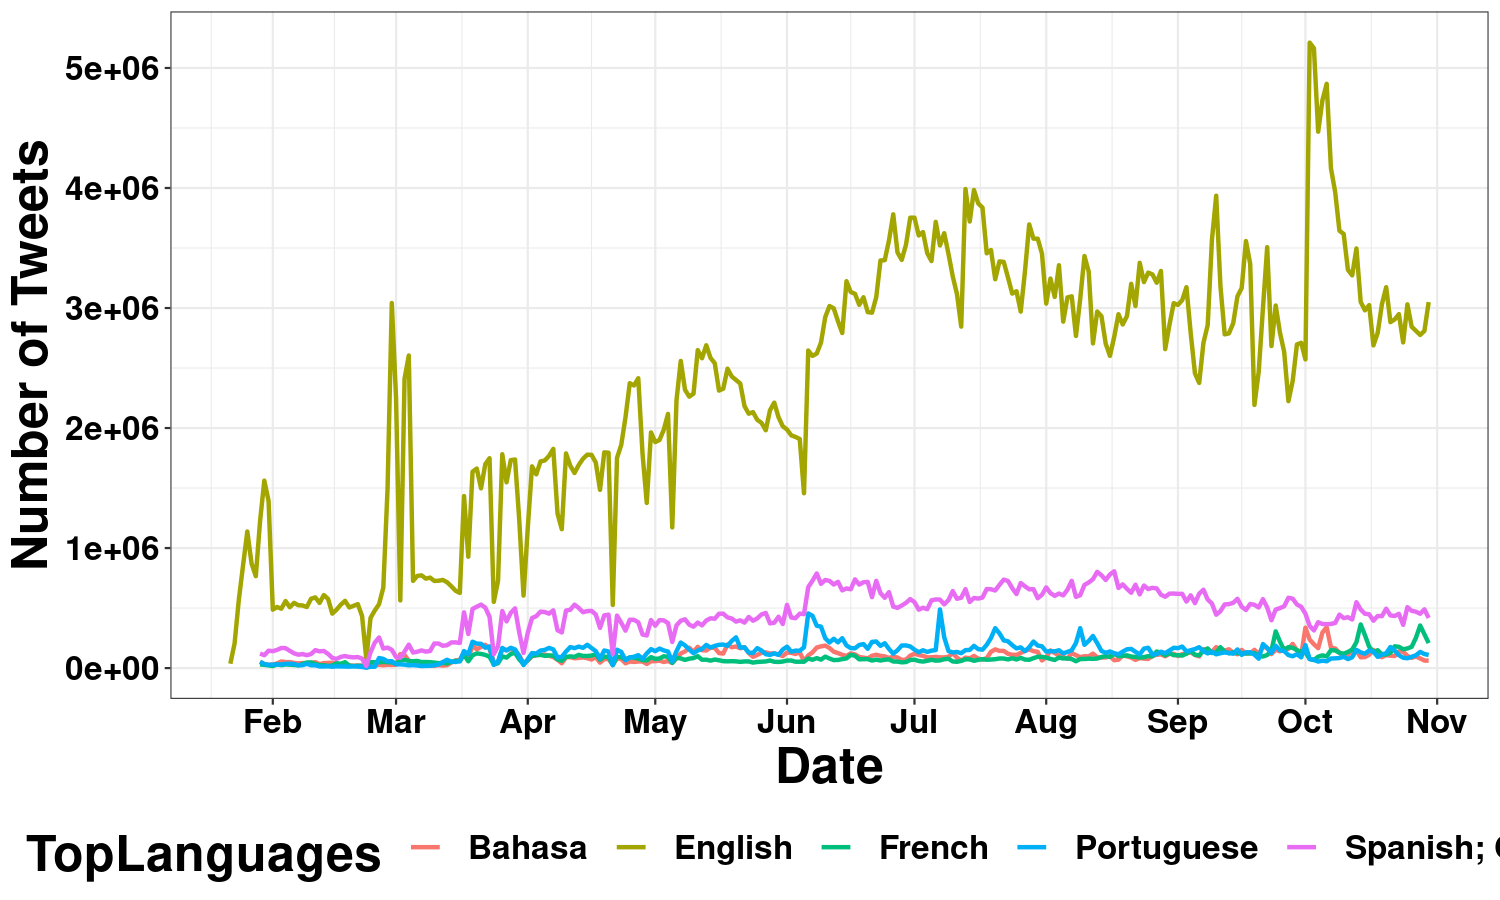 Number of Tweets
5e+06
4e+06
3e+06
2e+06
1e+06
0e+00
Feb Mar Apr May Jun Jul Aug Sep Oct Nov
Date
TopLanguages Bahasa English French Portuguese Spanish;